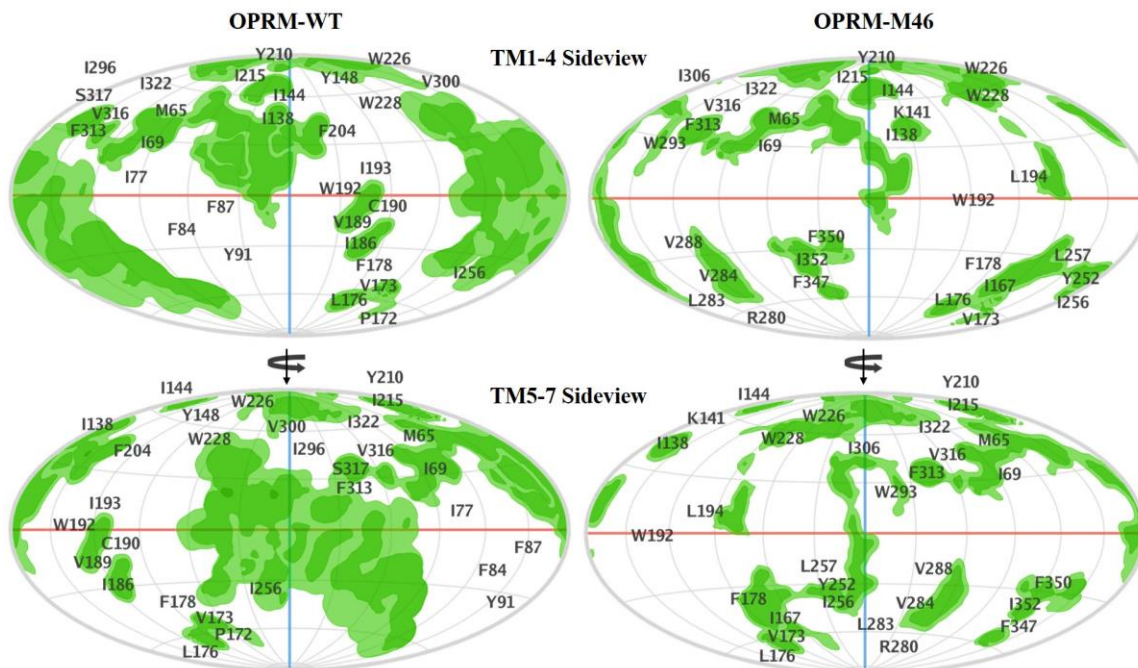 OPRM-WT
OPRM-M46
TM1-4 Sideview
Y210
W226
I296
I322
I215
Y148
V300
S317
I144
W228
V316
M65
I138
F204
F313
I69
I77
I193
W192
F87
C190
V189
F84
I186
Y91
F178
I256
V173
L176
P172
Y210
I306
I215
W226
I322
I144
W228
V316
M65
K141
F313
I138
W293
I69
L194
W192
V288
F350
I352
F178
L257
V284
F347
I167
Y252
L283
L176
I256
R280
V173
TM5-7 Sideview
I144
Y210
W226
I215
Y148
I138
V300
I322
W228
M65
F204
I296
V316
S317
I69
F313
I193
I77
W192
C190
F87
V189
F84
I186
I256
F178
Y91
V173
P172
L176
I144
Y210
K141
W226
I215
I322
I138
W228
M65
I306
V316
F313
I69
W293
L194
W192
L257
V288
Y252
F350
F178
I256
V284
I352
I167
L283
F347
V173
R280
L176